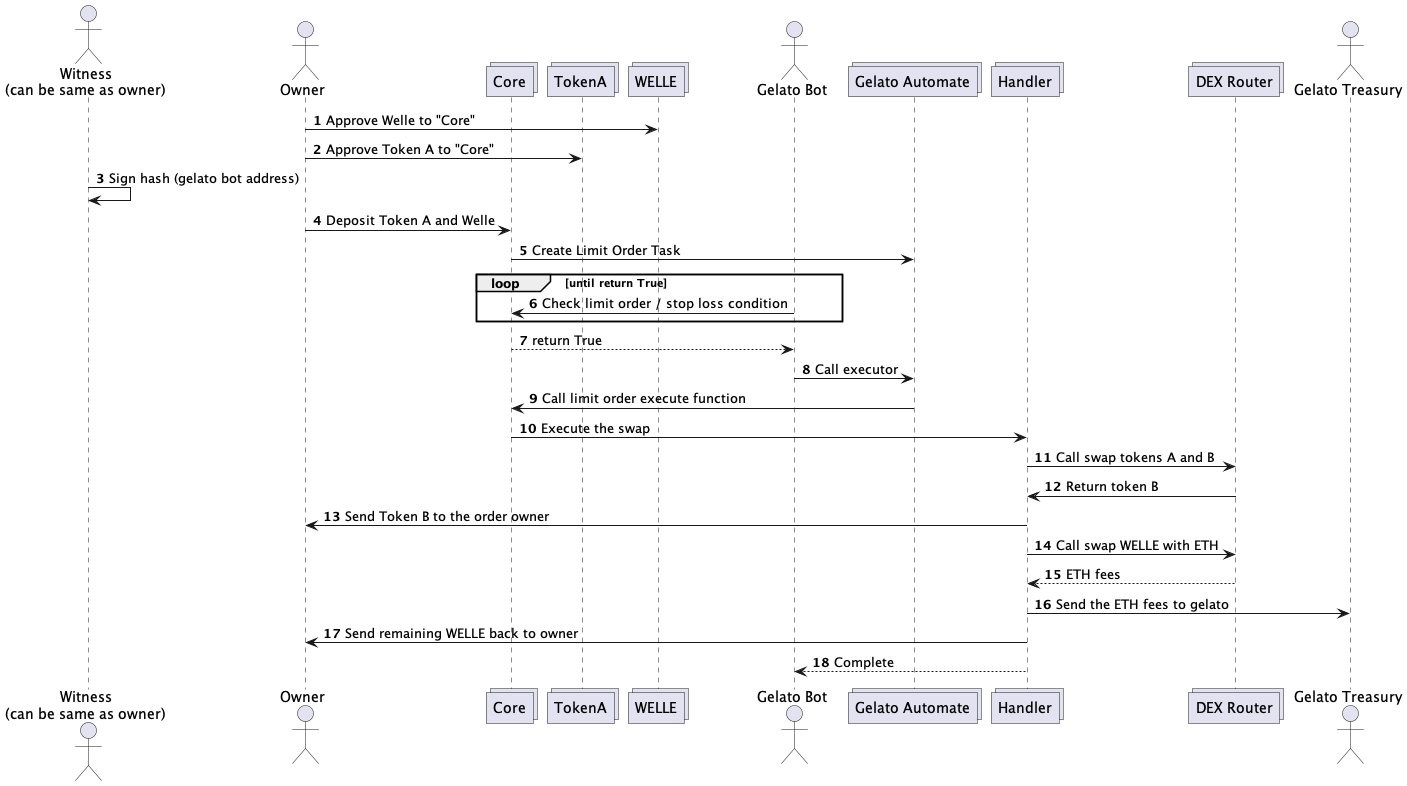 Witness
(can be same as owner)
Owner
Core
TokenA
WELLE
Gelato Bot
Gelato Automate
Handler
DEX Router
Gelato Treasury
1 Approve Welle to "Core"
2 Approve Token A to "Core"
3 Sign hash (gelato bot address)
4 Deposit Token A and Welle
5 Create Limit Order Task
loop [until return True]
6 Check limit order / stop loss condition
7 return True
8 Call executor
9 Call limit order execute function
10 Execute the swap
11 Call swap tokens A and B
12 Return token B
13 Send Token B to the order owner
14 Call swap WELLE with ETH
15 ETH fees
16 Send the ETH fees to gelato
17 Send remaining WELLE back to owner
18 Complete
Witness
(can be same as owner)
Owner
Core
TokenA
WELLE
Gelato Bot
Gelato Automate
Handler
DEX Router
Gelato Treasury